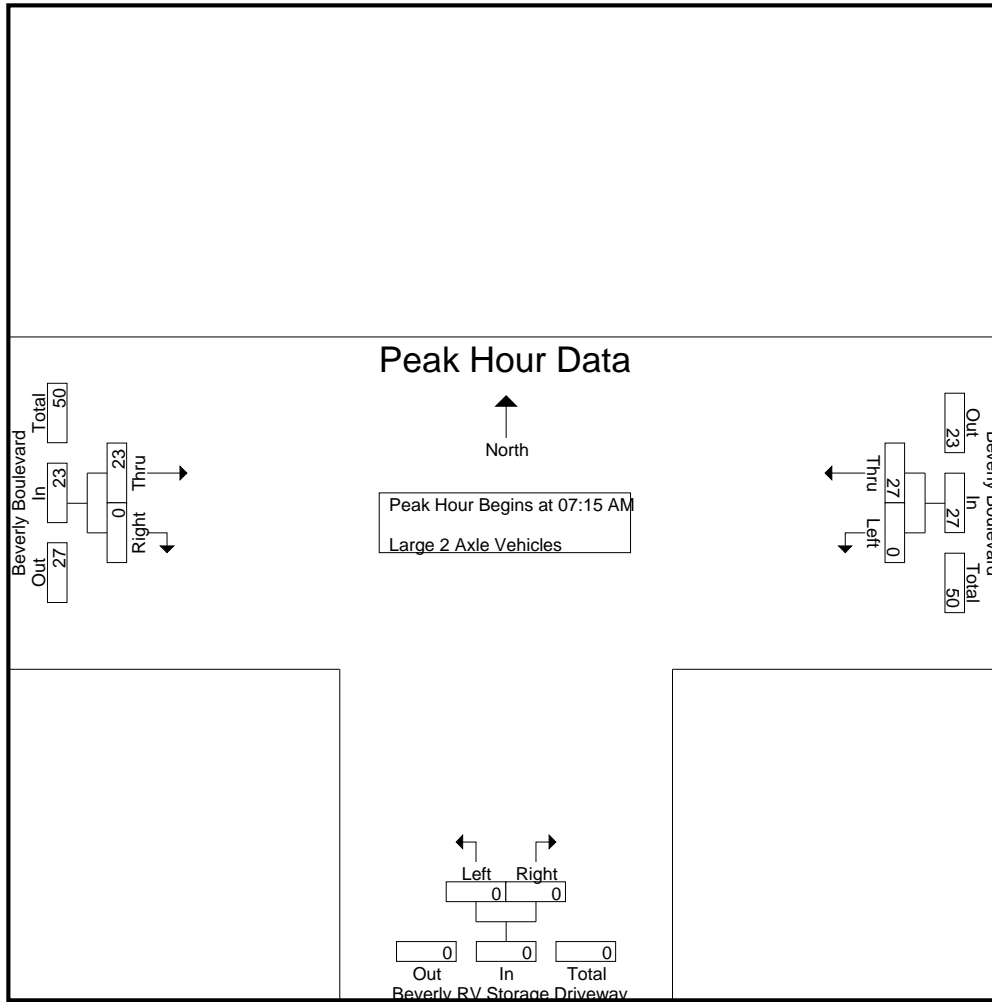 Peak Hour Data
North
Peak Hour Begins at 07:15 AM
Large 2 Axle Vehicles
Beverly Boulevard
Out
In
Total
27
23
50
Right
Thru
0
23
Beverly Boulevard
Out
In
Total
23
27
50
Thru
Left
27
0
Left
Right
0
0
0
0
0
Out
In
Total
Beverly RV Storage Driveway